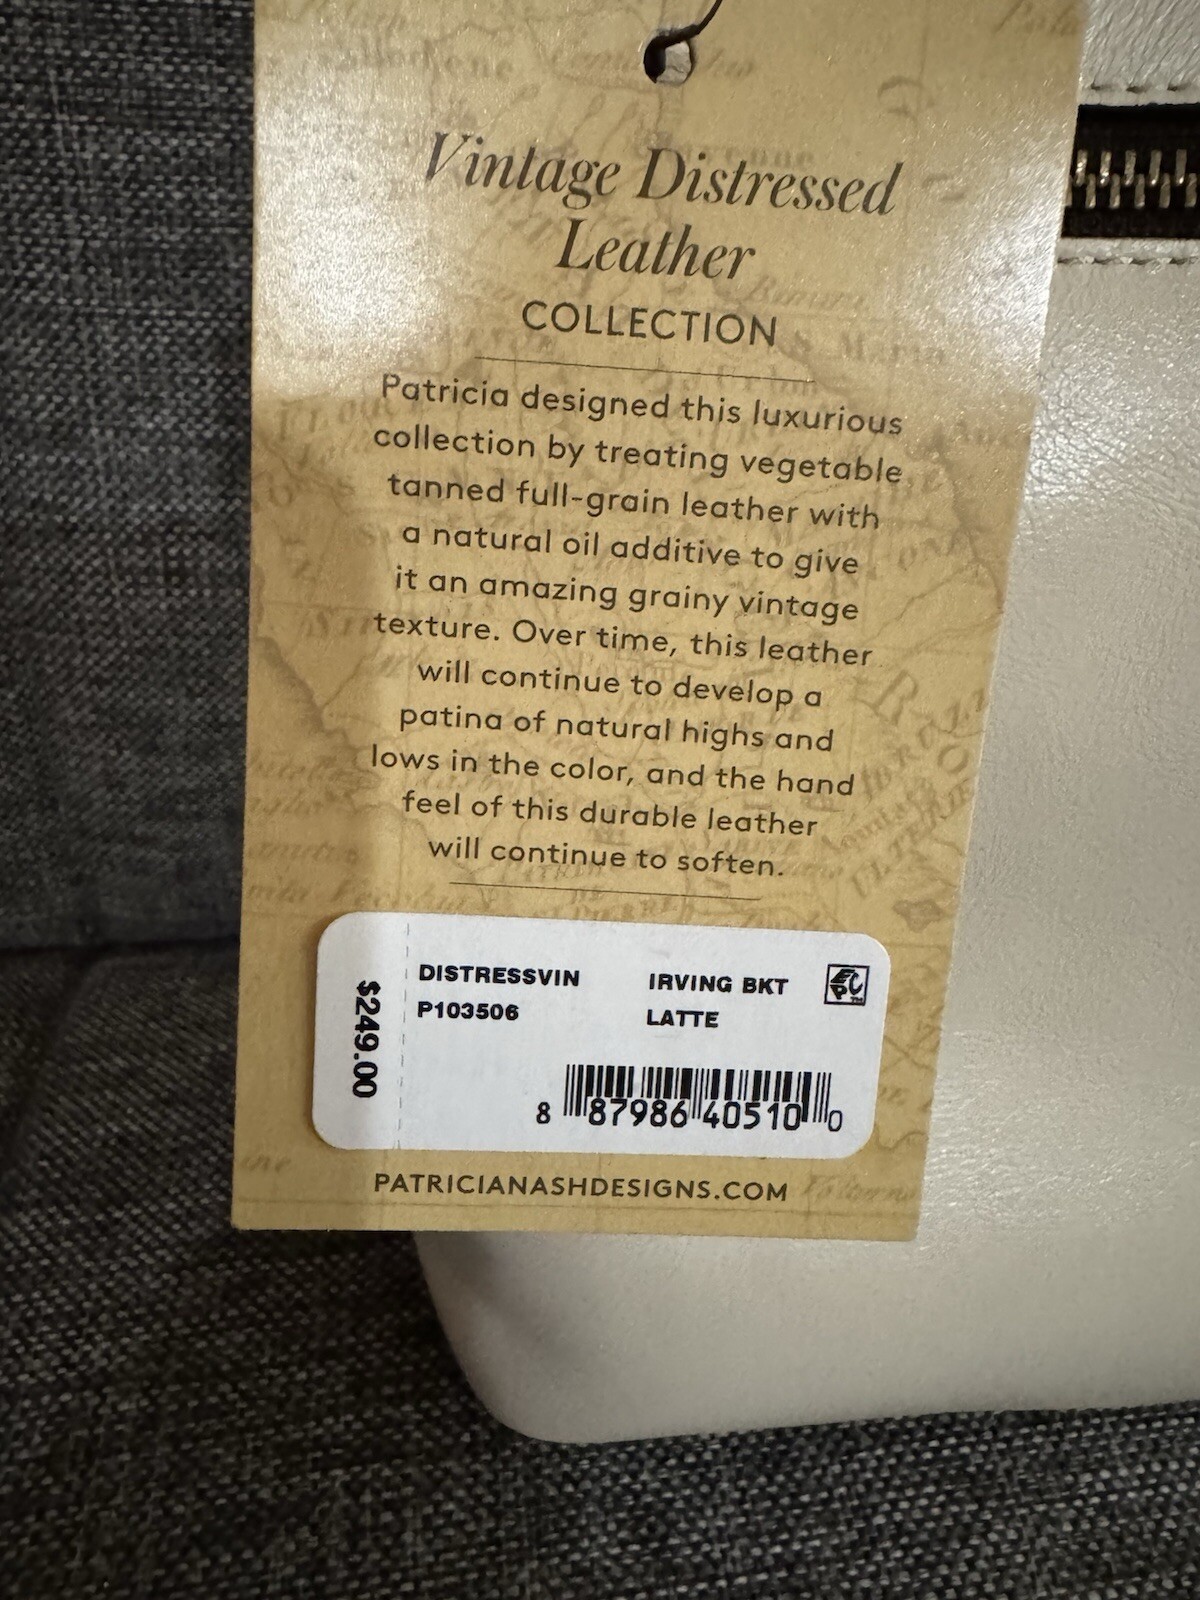 Vintage Distressed
Leather
COLLECTION
Patricia designed this luxurious
collection by treating vegetable
tanned full-grain leather with
a natural oil additive to give
it an amazing grainy vintage
texture. Over time, this leather
will continue to develop a
patina of natural highs and
lows in the color, and the hand
feel of this durable leather
will continue to soften.
$249.00
DISTRESSVIN IRVING BKT
P103506 LATTE
8 87986 40510 0
PATRICIANASHDESIGNS.COM